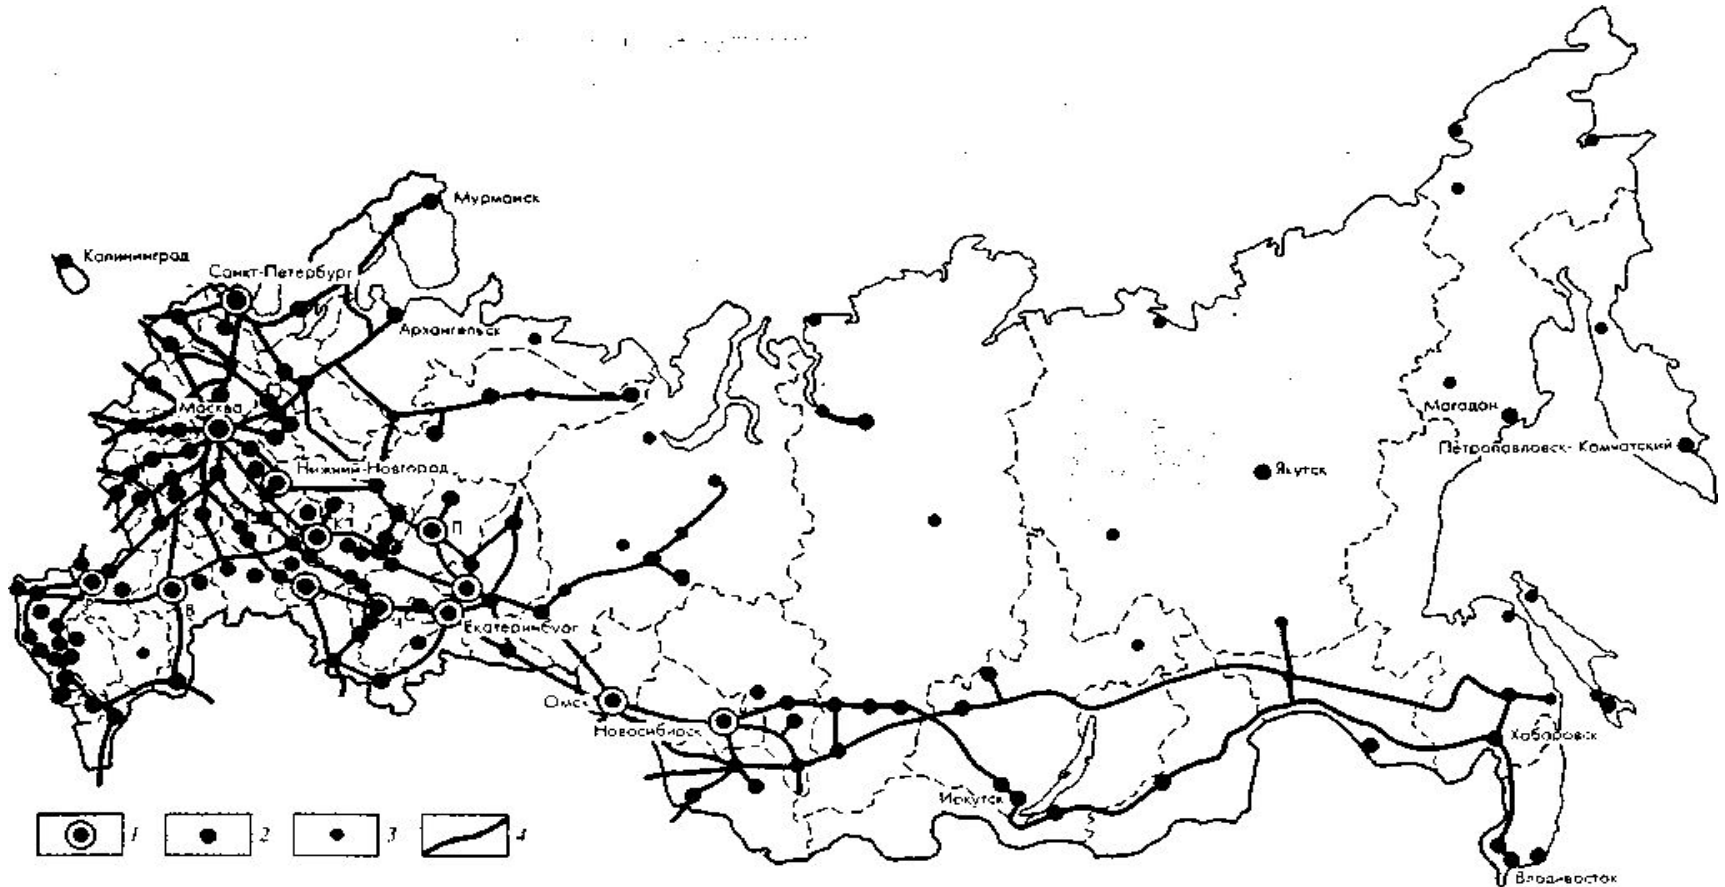 Мурманск
Калининград
Санкт-Петербург
Архангельск
Москва
Нижний Новгород
П
Р
В
С
Екатеринбург
Омск
Новосибирск
Иркутск
Якутск
Магадан
Петропавловск-Камчатский
Хабаровск
Владивосток
1
2
3
4